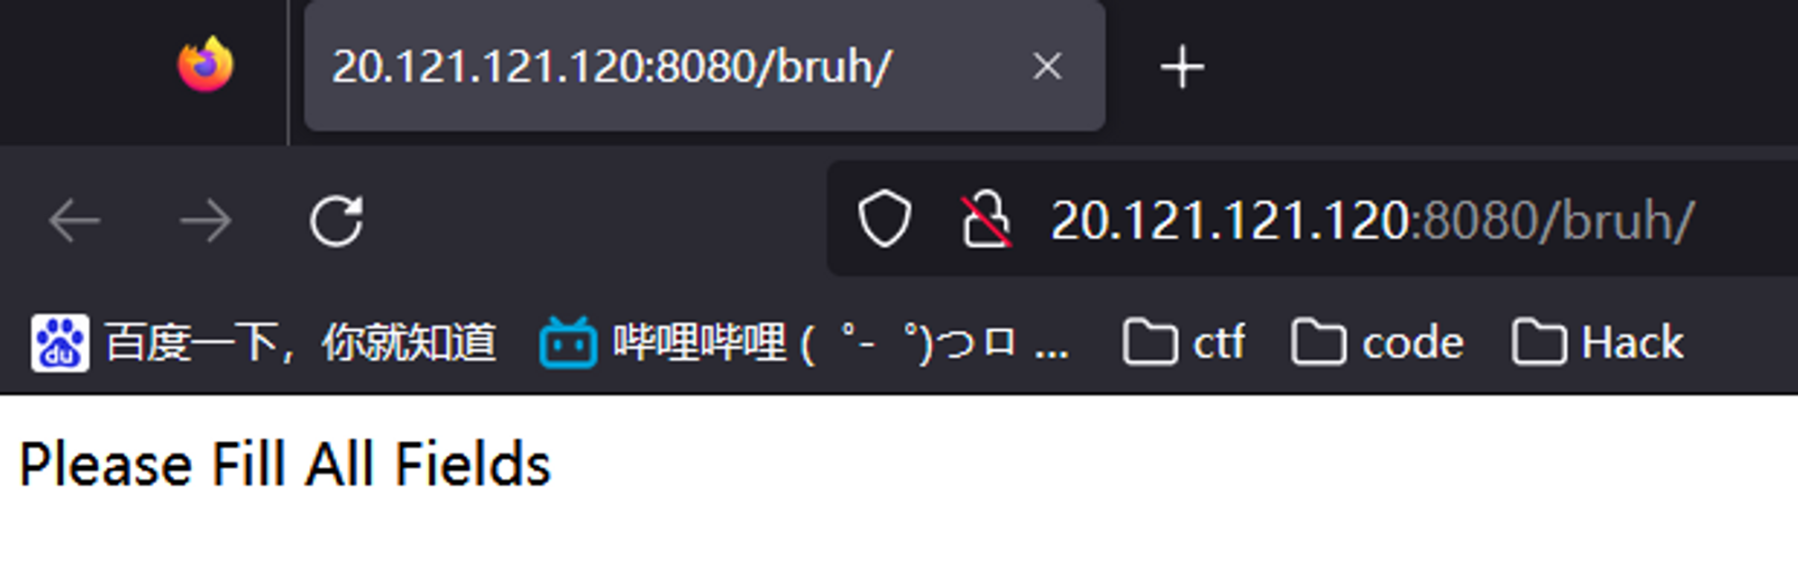 20.121.121.120:8080/bruh/
20.121.121.120:8080/bruh/
du 百度一下，你就知道 哔哩哔哩 ( ゜- ゜)つロ ... ctf code Hack
Please Fill All Fields